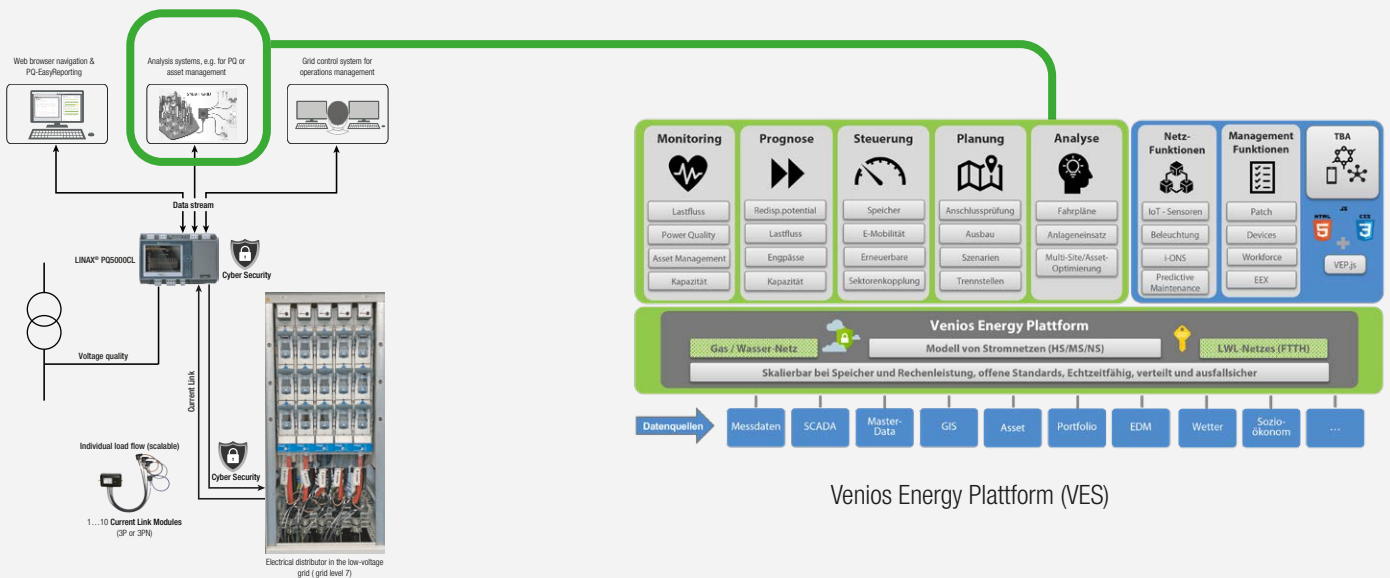 Web browser navigation &
PQ-EasyReporting
Analysis systems, e.g. for PQ or
asset management
Grid control system for
operations management
SMART GRID
Data stream
LINAX® PQ5000CL
Cyber Security
Voltage quality
Current Link
Individual load flow (scalable)
Cyber Security
1…10 Current Link Modules
(3P or 3PN)
Electrical distributor in the low-voltage
grid ( grid level 7)
Monitoring
Lastfluss
Power Quality
Asset Management
Kapazität
Prognose
Redisp.potential
Lastfluss
Engpässe
Kapazität
Steuerung
Speicher
E-Mobilität
Erneuerbare
Sektorenkopplung
Planung
Anschlussprüfung
Ausbau
Szenarien
Trennstellen
Analyse
Fahrpläne
Anlageneinsatz
Multi-Site/Asset-
Optimierung
Netz-
Funktionen
IoT - Sensoren
Beleuchtung
i-ONS
Predictive
Maintenance
Management
Funktionen
Patch
Devices
Workforce
EEX
TBA
HTML
5
JS
CSS
3
VEP.js
Venios Energy Plattform
Gas / Wasser-Netz
Modell von Stromnetzen (HS/MS/NS)
LWL-Netzes (FTTH)
Skalierbar bei Speicher und Rechenleistung, offene Standards, Echtzeitfähig, verteilt und ausfallsicher
Datenquellen
Messdaten
SCADA
Master-
Data
GIS
Asset
Portfolio
EDM
Wetter
Sozio-
ökonom
…
Venios Energy Plattform (VES)